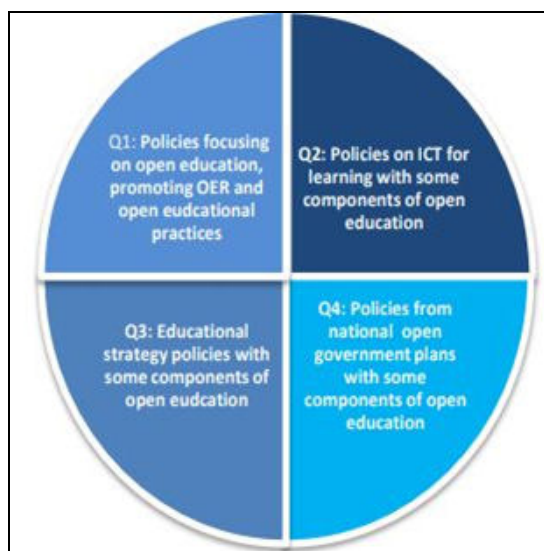 Q1: Policies focusing
on open education,
promoting OER and
open eudcational
practices
Q2: Policies on ICT for
learning with some
components of open
education
Q3: Educational
strategy policies with
some components of
open eudcation
Q4: Policies from
national open
government plans
with some
components of open
education